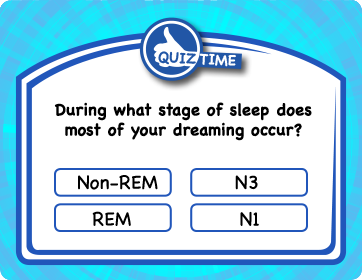 QUIZ TIME
During what stage of sleep does
most of your dreaming occur?
Non-REM
N3
REM
N1